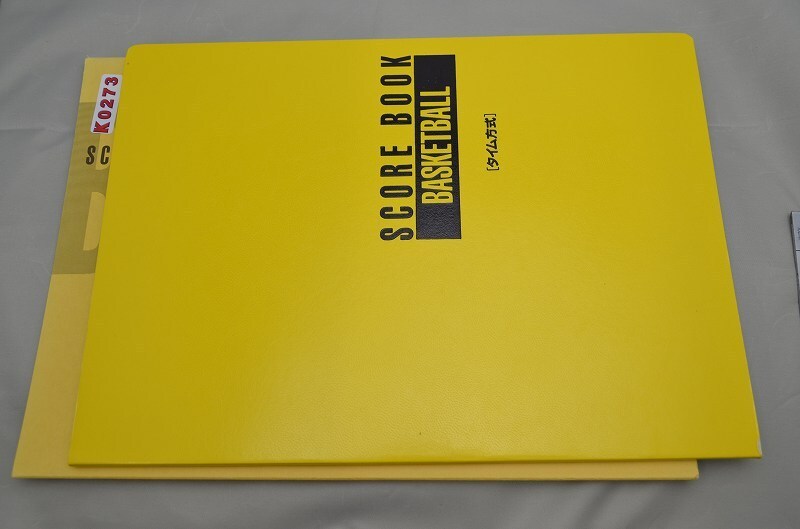 SCORE BOOK
BASKETBALL
[タイム方式]
K0273
SC